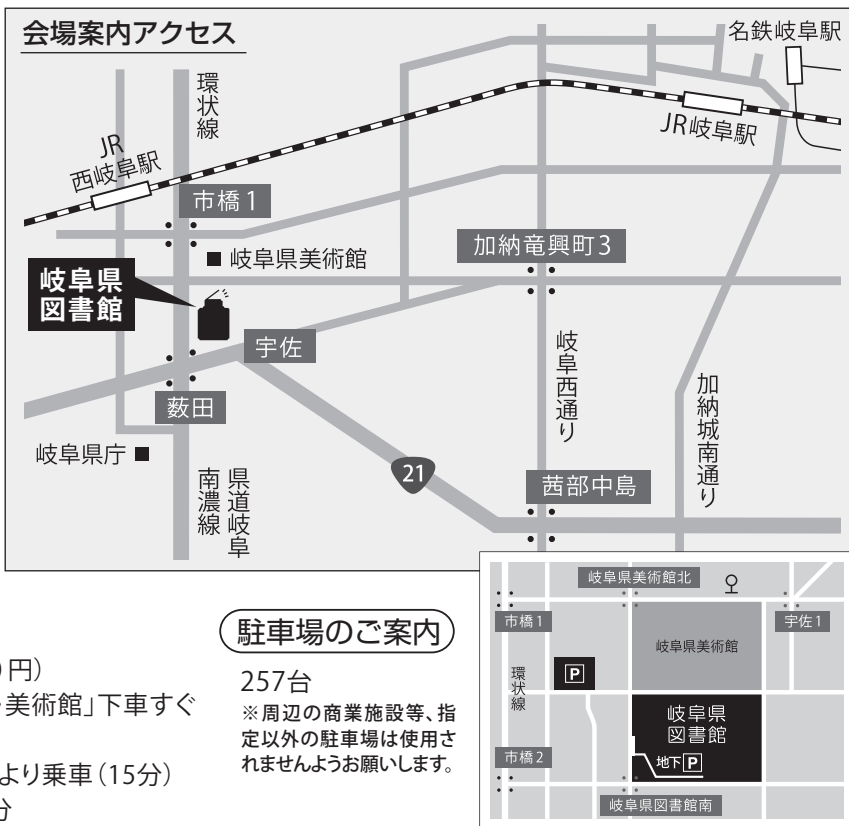 会場案内アクセス
名鉄岐阜駅
環状線
JR
西岐阜駅
JR岐阜駅
市橋1
岐阜県美術館
加納竜興町3
岐阜県
図書館
宇佐
岐阜西通り
加納城南通り
薮田
岐阜県庁
21
茜部中島
県道岐阜
南濃線
岐阜県美術館北
市橋1
宇佐1
岐阜県美術館
P
環状線
岐阜県
図書館
地下P
市橋2
岐阜県図書館南
円)
・美術館」下車すぐ
より乗車(15分)
分
駐車場のご案内
257台
※周辺の商業施設等、指
定以外の駐車場は使用さ
れませんようお願いします。